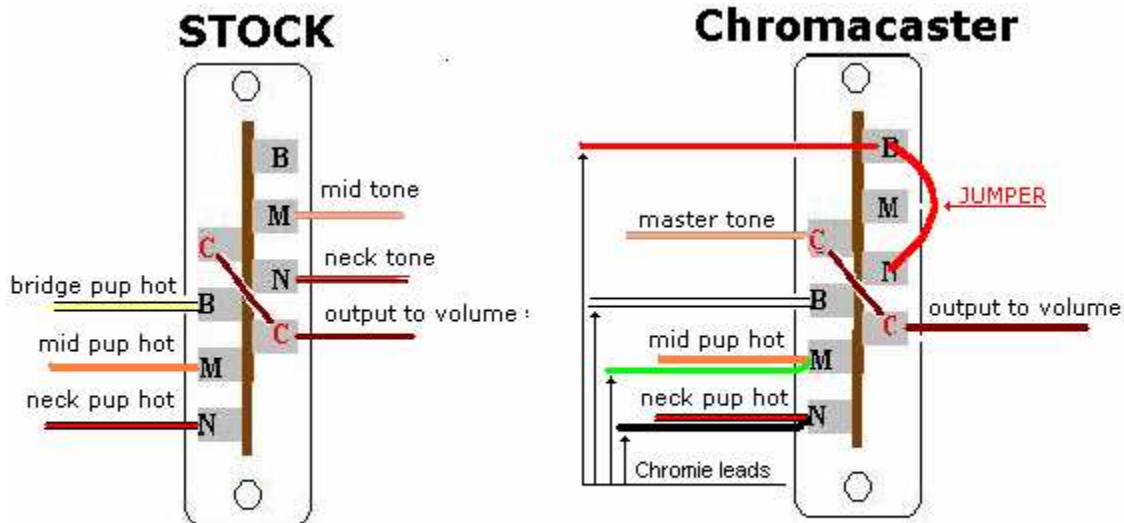 STOCK
B
mid tone
M
C
neck tone
N
bridge pup hot
B
output to volume :
C
mid pup hot
M
neck pup hot
N
Chromacaster
B
M
JUMPER
master tone
C
N
B
output to volume
C
mid pup hot
M
neck pup hot
N
Chromie leads